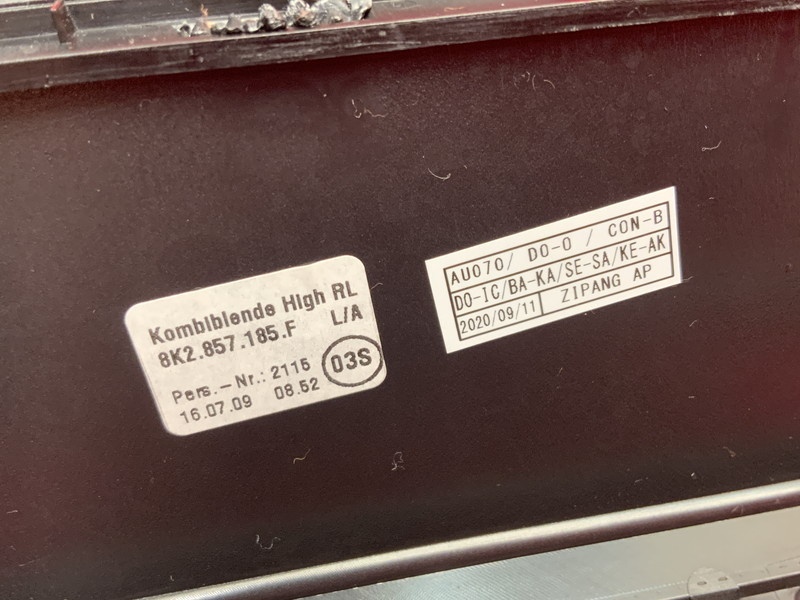 Kombiblende High RL
8K2.857.185.F L/A
Pers.-Nr.: 2115
16.07.09 08.52
03S
AU070/ DO-O / CON-B
DO-IC/BA-KA/SE-SA/KE-AK
2020/09/11 ZIPANG AP